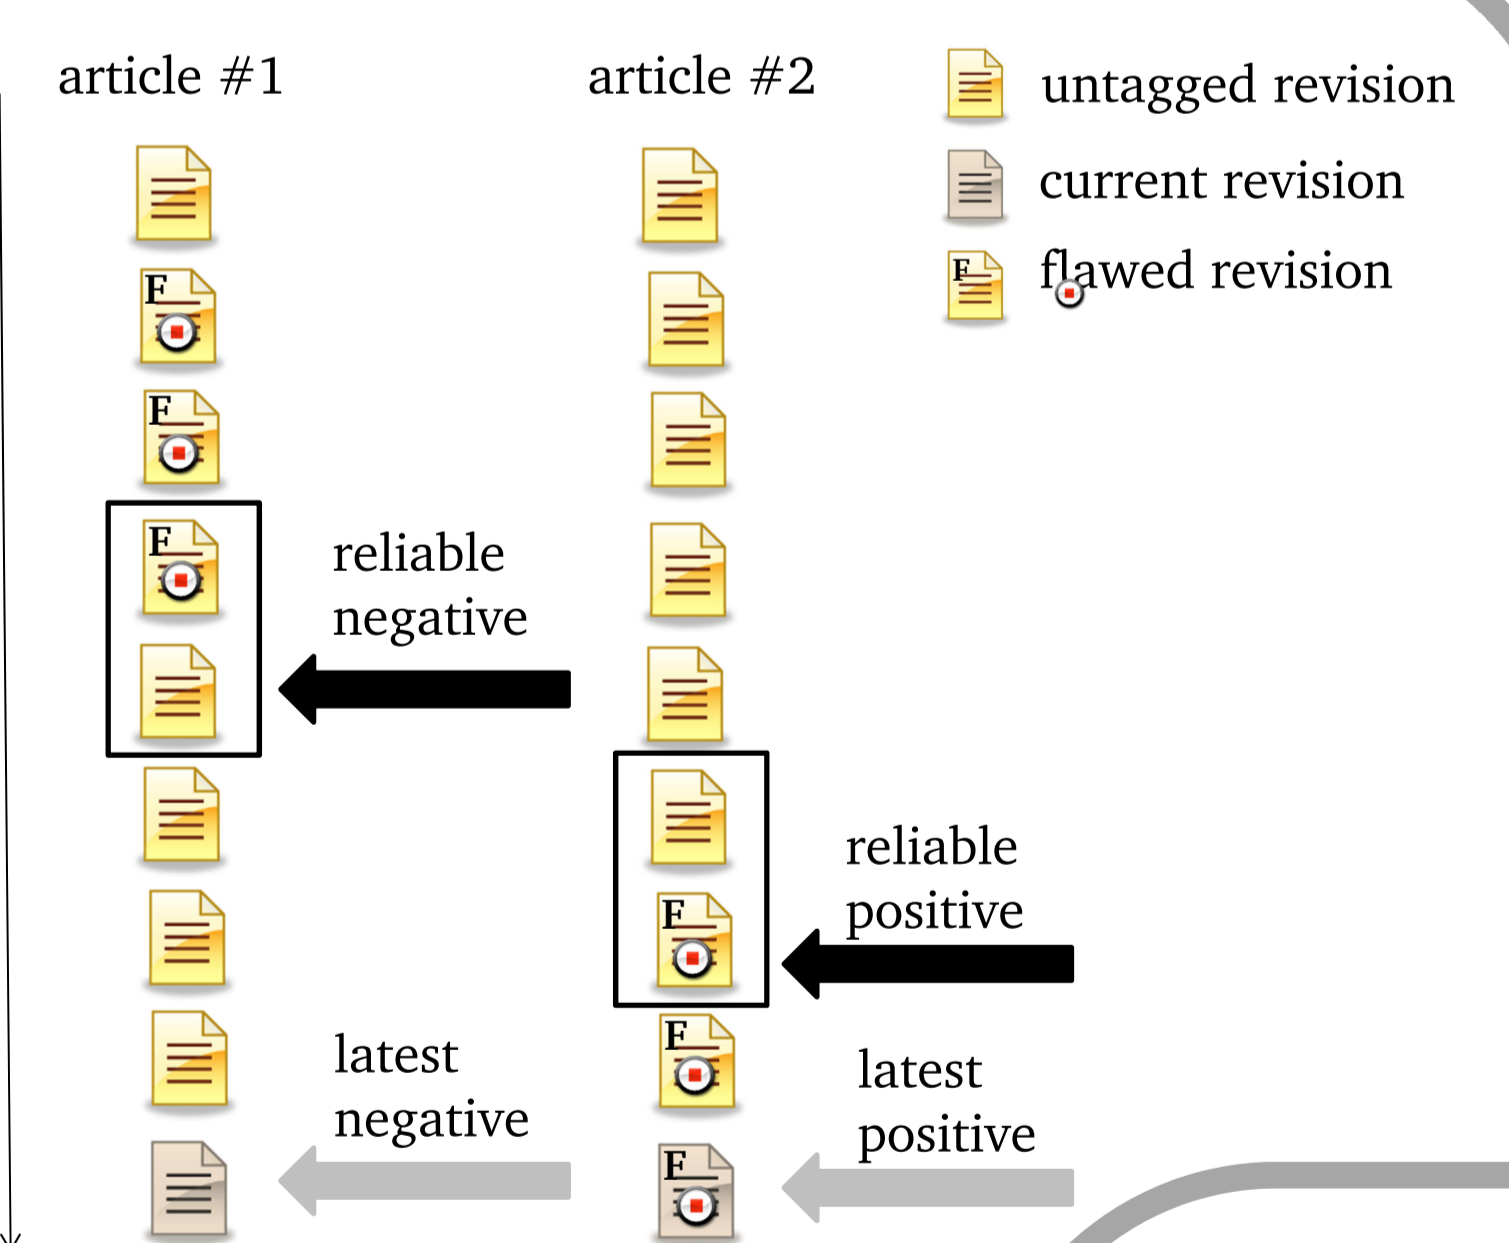 article #1
article #2
untagged revision
current revision
F
flawed revision
F
F
F
reliable
negative
reliable
positive
F
F
latest
negative
latest
positive
F